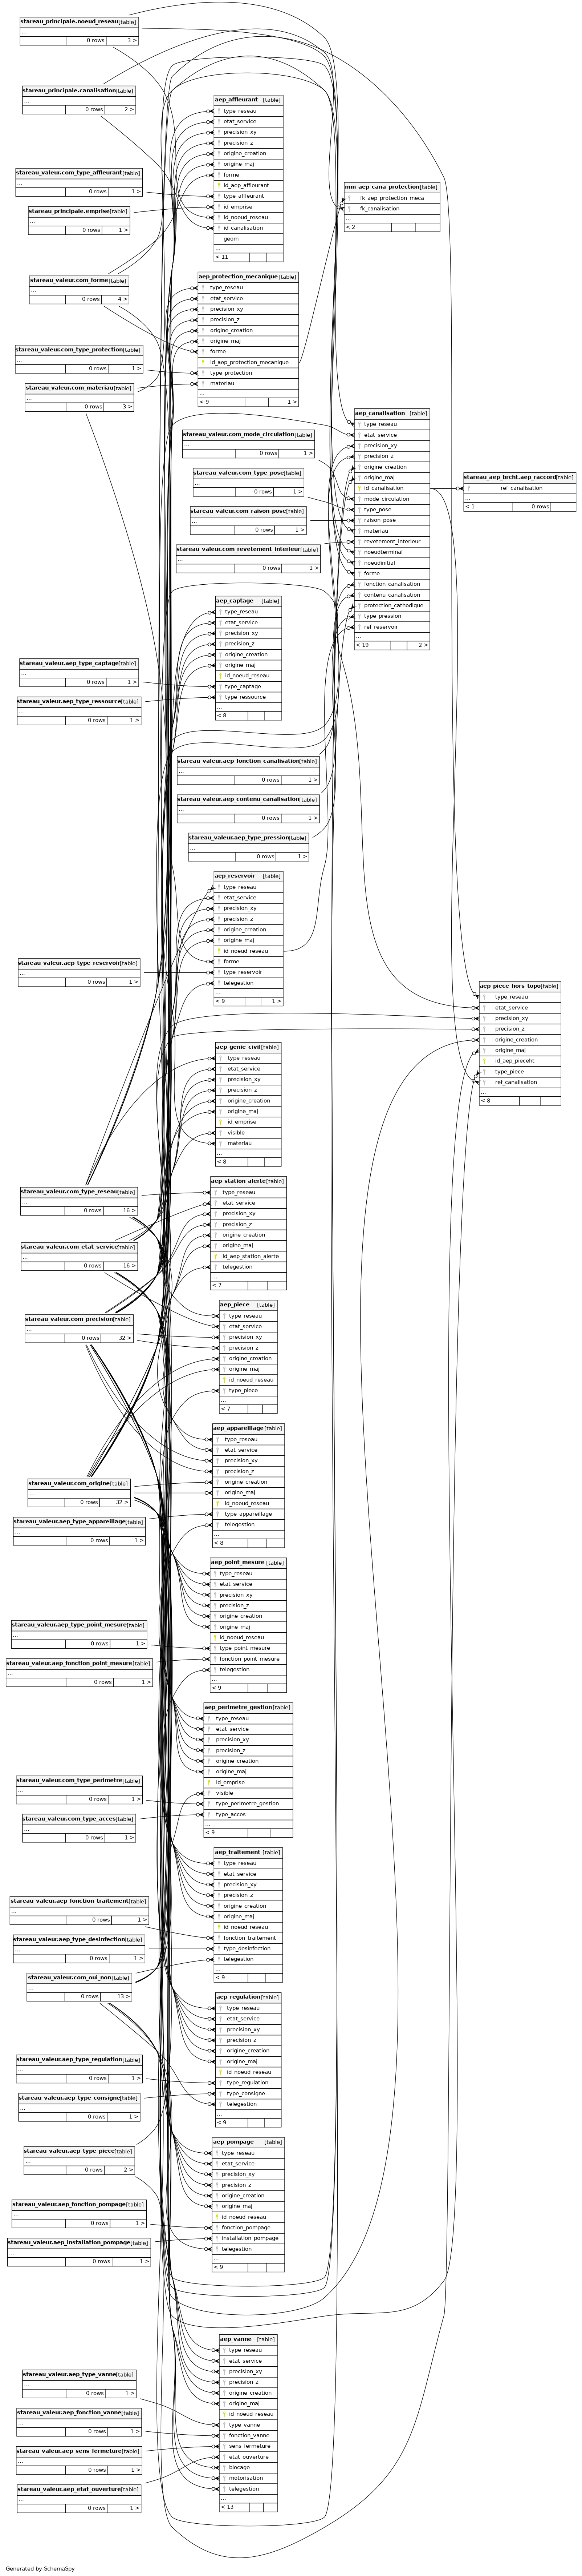 stareau_principale.noeud_reseau [table]
...
0 rows 3 >
stareau_principale.canalisation [table]
...
0 rows 2 >
aep_affleurant [table]
type_reseau
etat_service
precision_xy
precision_z
origine_creation
origine_maj
forme
id_aep_affleurant
type_affleurant
id_emprise
id_noeud_reseau
id_canalisation
geom
...
< 11
stareau_valeur.com_type_affleurant [table]
...
0 rows 1 >
stareau_principale.emprise [table]
...
0 rows 1 >
mm_aep_cana_protection [table]
fk_aep_protection_meca
fk_canalisation
...
< 2
stareau_valeur.com_forme [table]
...
0 rows 4 >
aep_protection_mecanique [table]
type_reseau
etat_service
precision_xy
precision_z
origine_creation
origine_maj
forme
id_aep_protection_mecanique
type_protection
materiau
...
< 9 1 >
stareau_valeur.com_type_protection [table]
...
0 rows 1 >
stareau_valeur.com_materiau [table]
...
0 rows 3 >
aep_canalisation [table]
type_reseau
etat_service
precision_xy
precision_z
origine_creation
origine_maj
id_canalisation
mode_circulation
type_pose
raison_pose
materiau
revetement_interieur
noeudterminal
noeudinitial
forme
fonction_canalisation
contenu_canalisation
protection_cathodique
type_pression
ref_reservoir
...
< 19 2 >
stareau_valeur.com_mode_circulation [table]
...
0 rows 1 >
stareau_valeur.com_type_pose [table]
...
0 rows 1 >
stareau_valeur.com_raison_pose [table]
...
0 rows 1 >
stareau_valeur.com_revetement_interieur [table]
...
0 rows 1 >
stareau_aep_brcht.aep_raccord [table]
ref_canalisation
...
< 1 0 rows
aep_captage [table]
type_reseau
etat_service
precision_xy
precision_z
origine_creation
origine_maj
id_noeud_reseau
type_captage
type_ressource
...
< 8
stareau_valeur.aep_type_captage [table]
...
0 rows 1 >
stareau_valeur.aep_type_ressource [table]
...
0 rows 1 >
stareau_valeur.aep_fonction_canalisation [table]
...
0 rows 1 >
stareau_valeur.aep_contenu_canalisation [table]
...
0 rows 1 >
stareau_valeur.aep_type_pression [table]
...
0 rows 1 >
aep_reservoir [table]
type_reseau
etat_service
precision_xy
precision_z
origine_creation
origine_maj
id_noeud_reseau
forme
type_reservoir
telegestion
...
< 9 1 >
stareau_valeur.aep_type_reservoir [table]
...
0 rows 1 >
aep_piece_hors_topo [table]
type_reseau
etat_service
precision_xy
precision_z
origine_creation
origine_maj
id_aep_pieceht
type_piece
ref_canalisation
...
< 8
aep_genie_civil [table]
type_reseau
etat_service
precision_xy
precision_z
origine_creation
origine_maj
id_emprise
visible
materiau
...
< 8
stareau_valeur.com_type_reseau [table]
...
0 rows 16 >
stareau_valeur.com_etat_service [table]
...
0 rows 16 >
stareau_valeur.com_precision [table]
...
0 rows 32 >
aep_station_alerte [table]
type_reseau
etat_service
precision_xy
precision_z
origine_creation
origine_maj
id_aep_station_alerte
telegestion
...
< 7
aep_piece [table]
type_reseau
etat_service
precision_xy
precision_z
origine_creation
origine_maj
id_noeud_reseau
type_piece
...
< 7
aep_appareillage [table]
type_reseau
etat_service
precision_xy
precision_z
origine_creation
origine_maj
id_noeud_reseau
type_appareillage
telegestion
...
< 8
stareau_valeur.com_origine [table]
...
0 rows 32 >
stareau_valeur.aep_type_appareillage [table]
...
0 rows 1 >
aep_point_mesure [table]
type_reseau
etat_service
precision_xy
precision_z
origine_creation
origine_maj
id_noeud_reseau
type_point_mesure
fonction_point_mesure
telegestion
...
< 9
stareau_valeur.aep_type_point_mesure [table]
...
0 rows 1 >
stareau_valeur.aep_fonction_point_mesure [table]
...
0 rows 1 >
aep_perimetre_gestion [table]
type_reseau
etat_service
precision_xy
precision_z
origine_creation
origine_maj
id_emprise
visible
type_perimetre_gestion
type_acces
...
< 9
stareau_valeur.com_type_perimetre [table]
...
0 rows 1 >
stareau_valeur.com_type_acces [table]
...
0 rows 1 >
aep_traitement [table]
type_reseau
etat_service
precision_xy
precision_z
origine_creation
origine_maj
id_noeud_reseau
fonction_traitement
type_desinfection
telegestion
...
< 9
stareau_valeur.aep_fonction_traitement [table]
...
0 rows 1 >
stareau_valeur.aep_type_desinfection [table]
...
0 rows 1 >
stareau_valeur.com_oui_non [table]
...
0 rows 13 >
aep_regulation [table]
type_reseau
etat_service
precision_xy
precision_z
origine_creation
origine_maj
id_noeud_reseau
type_regulation
type_consigne
telegestion
...
< 9
stareau_valeur.aep_type_regulation [table]
...
0 rows 1 >
stareau_valeur.aep_type_consigne [table]
...
0 rows 1 >
stareau_valeur.aep_type_piece [table]
...
0 rows 2 >
aep_pompage [table]
type_reseau
etat_service
precision_xy
precision_z
origine_creation
origine_maj
id_noeud_reseau
fonction_pompage
installation_pompage
telegestion
...
< 9
stareau_valeur.aep_fonction_pompage [table]
...
0 rows 1 >
stareau_valeur.aep_installation_pompage [table]
...
0 rows 1 >
aep_vanne [table]
type_reseau
etat_service
precision_xy
precision_z
origine_creation
origine_maj
id_noeud_reseau
type_vanne
fonction_vanne
sens_fermeture
etat_ouverture
blocage
motorisation
telegestion
...
< 13
stareau_valeur.aep_type_vanne [table]
...
0 rows 1 >
stareau_valeur.aep_fonction_vanne [table]
...
0 rows 1 >
stareau_valeur.aep_sens_fermeture [table]
...
0 rows 1 >
stareau_valeur.aep_etat_ouverture [table]
...
0 rows 1 >
Generated by SchemaSpy